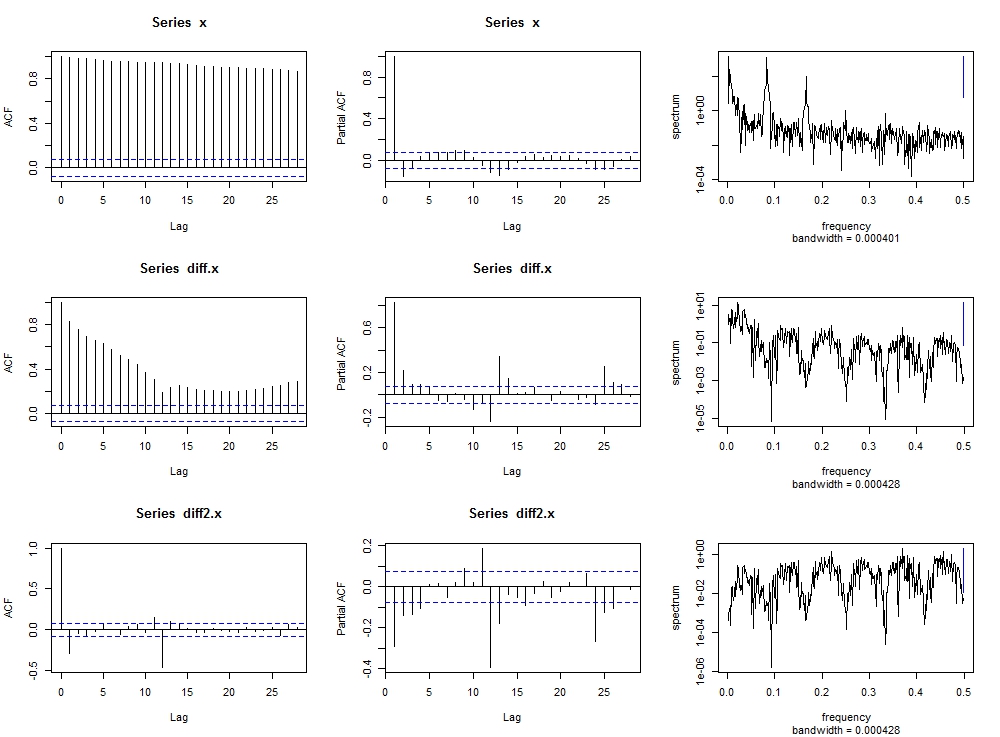 Series x
ACF
0.0 0.4 0.8
0 5 10 15 20 25
Lag
Series x
Partial ACF
0.0 0.4 0.8
0 5 10 15 20 25
Lag
spectrum
1e-04 1e+00
0.0 0.1 0.2 0.3 0.4 0.5
frequency
bandwidth = 0.000401
Series diff.x
ACF
0.0 0.4 0.8
0 5 10 15 20 25
Lag
Series diff.x
Partial ACF
-0.2 0.2 0.6
0 5 10 15 20 25
Lag
spectrum
1e-05 1e-03 1e-01 1e+01
0.0 0.1 0.2 0.3 0.4 0.5
frequency
bandwidth = 0.000428
Series diff2.x
ACF
-0.5 0.0 0.5 1.0
0 5 10 15 20 25
Lag
Series diff2.x
Partial ACF
-0.4 -0.2 0.0 0.2
0 5 10 15 20 25
Lag
spectrum
1e-06 1e-04 1e-02 1e+00
0.0 0.1 0.2 0.3 0.4 0.5
frequency
bandwidth = 0.000428